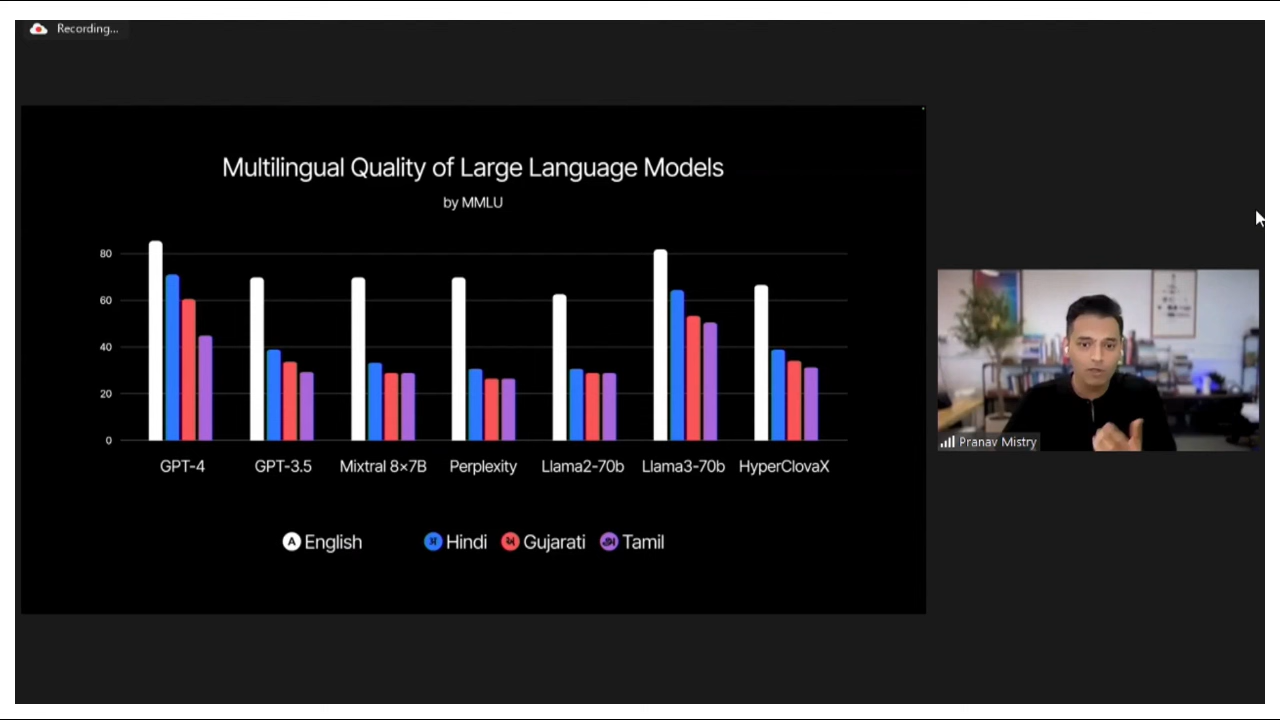 Recording...
Multilingual Quality of Large Language Models
by MMLU
80
60
40
20
0
GPT-4 GPT-3.5 Mixtral 8×7B Perplexity Llama2-70b Llama3-70b HyperClovaX
A English अ Hindi અ Gujarati அ Tamil
Pranav Mistry